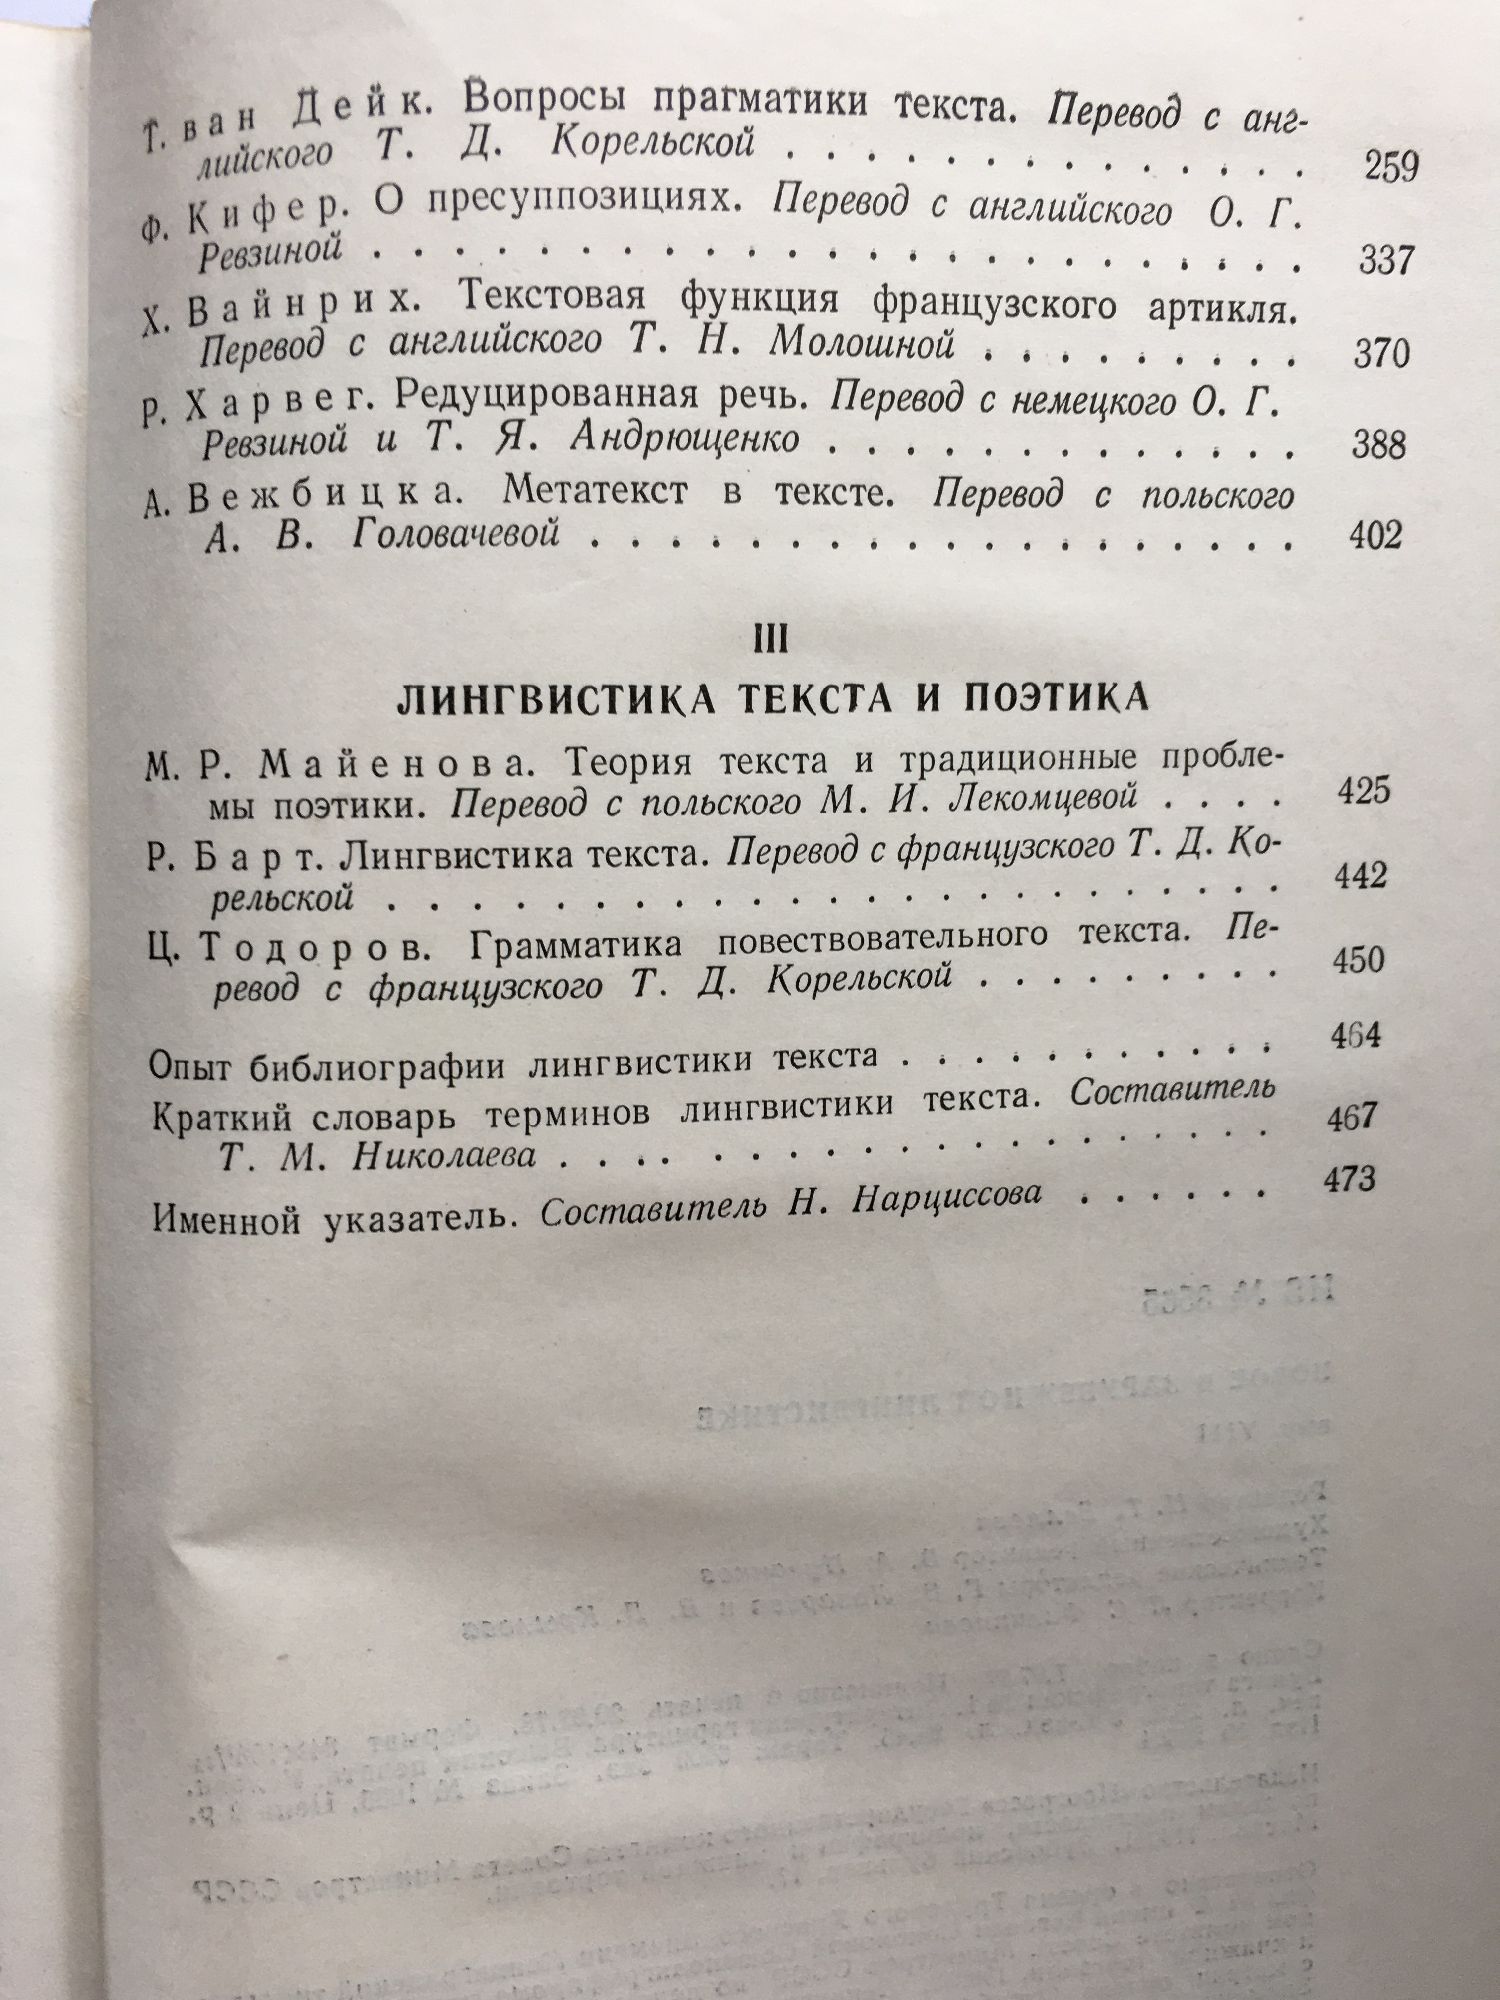 Т. ван Дейк. Вопросы прагматики текста. Перевод с анг-
лийского Т. Д. Корельской . . . . . . . . . . . . . . 259
Ф. Кифер. О пресуппозициях. Перевод с английского О. Г.
Ревзиной . . . . . . . . . . . . . . . . . . . . . . . 337
Х. Вайнрих. Текстовая функция французского артикля.
Перевод с английского Т. Н. Молошной . . . . . . . . . 370
Р. Харвег. Редуцированная речь. Перевод с немецкого О. Г.
Ревзиной и Т. Я. Андрющенко . . . . . . . . . . . . 388
А. Вежбицка. Метатекст в тексте. Перевод с польского
А. В. Головачевой . . . . . . . . . . . . . . . . . . 402
III
ЛИНГВИСТИКА ТЕКСТА И ПОЭТИКА
М. Р. Майенова. Теория текста и традиционные пробле-
мы поэтики. Перевод с польского М. И. Лекомцевой . . . . 425
Р. Барт. Лингвистика текста. Перевод с французского Т. Д. Ко-
рельской . . . . . . . . . . . . . . . . . . . . . . 442
Ц. Тодоров. Грамматика повествовательного текста. Пе-
ревод с французского Т. Д. Корельской . . . . . . . . . 450
Опыт библиографии лингвистики текста . . . . . . . . . . . 464
Краткий словарь терминов лингвистики текста. Составитель
Т. М. Николаева . . . . . . . . . . . . . . . . . . 467
Именной указатель. Составитель Н. Нарциссова . . . . . . 473